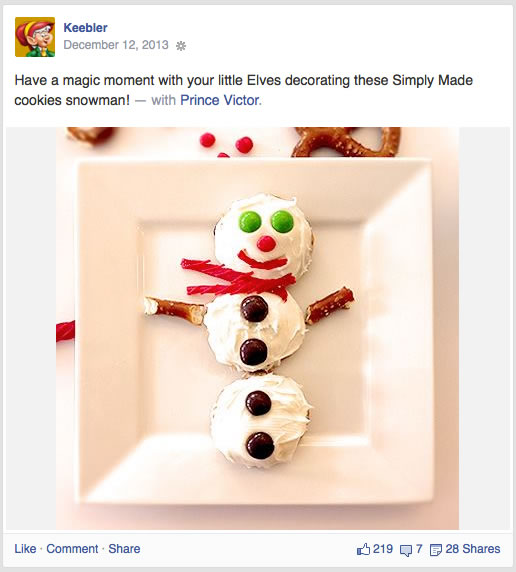 Keebler
December 12, 2013
Have a magic moment with your little Elves decorating these Simply Made
cookies snowman! — with Prince Victor.
Like · Comment · Share 219 7 28 Shares